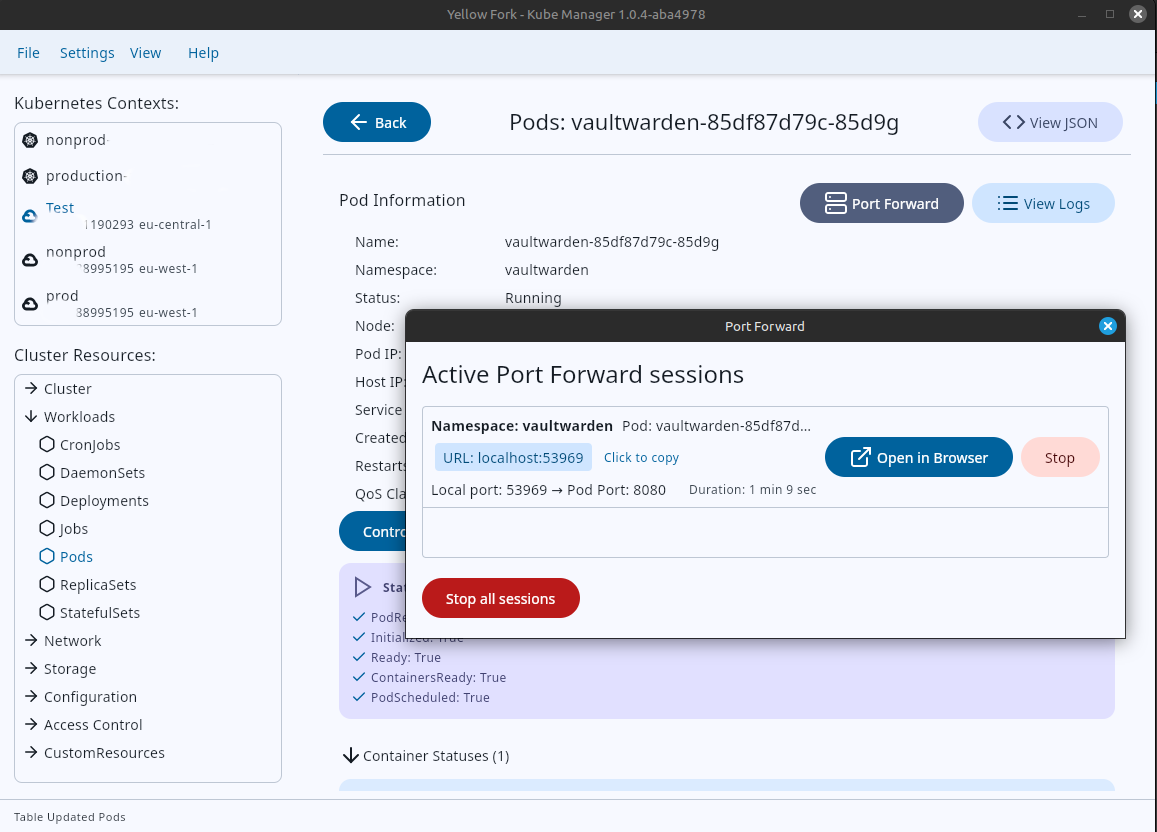 Yellow Fork - Kube Manager 1.0.4-aba4978
File Settings View Help
Kubernetes Contexts:
nonprod-
production-
Test
1190293 eu-central-1
nonprod
8995195 eu-west-1
prod
38995195 eu-west-1
Cluster Resources:
Cluster
Workloads
CronJobs
DaemonSets
Deployments
Jobs
Pods
ReplicaSets
StatefulSets
Network
Storage
Configuration
Access Control
CustomResources
Back
Pods: vaultwarden-85df87d79c-85d9g
View JSON
Pod Information
Port Forward
View Logs
Name: vaultwarden-85df87d79c-85d9g
Namespace: vaultwarden
Status: Running
Node:
Pod IP:
Host IP:
Service
Created
Restarts
QoS Cla
Contro
Stat
PodRe
Initialized: True
Ready: True
ContainersReady: True
PodScheduled: True
Container Statuses (1)
Port Forward
Active Port Forward sessions
Namespace: vaultwarden Pod: vaultwarden-85df87d...
URL: localhost:53969 Click to copy
Open in Browser
Stop
Local port: 53969 → Pod Port: 8080 Duration: 1 min 9 sec
Stop all sessions
Table Updated Pods